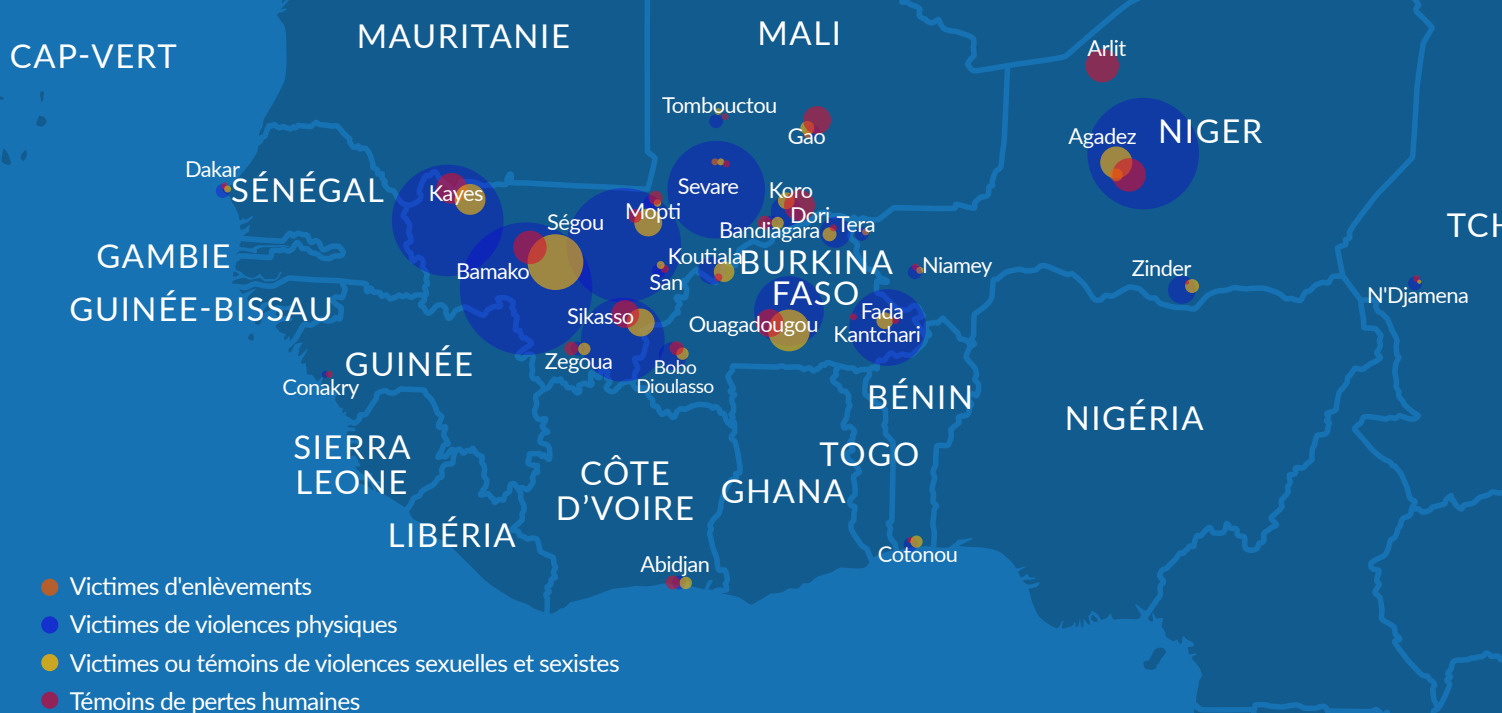 MAURITANIE
MALI
CAP-VERT
Arlit
Tombouctou
Gao
Agadez
NIGER
Dakar
SÉNÉGAL
Kayes
Sevare
Koro
Ségou
Mopti
Dori
Bandiagara
Tera
TCH
GAMBIE
Bamako
Koutiala
BURKINA
FASO
San
Niamey
Zinder
N'Djamena
GUINÉE-BISSAU
Sikasso
Ouagadougou
Fada
Kantchari
GUINÉE
Zegoua
Bobo
Dioulasso
Conakry
BÉNIN
NIGÉRIA
SIERRA
LEONE
TOGO
CÔTE
D'VOIRE
GHANA
LIBÉRIA
Abidjan
Cotonou
Victimes d'enlèvements
Victimes de violences physiques
Victimes ou témoins de violences sexuelles et sexistes
Témoins de pertes humaines